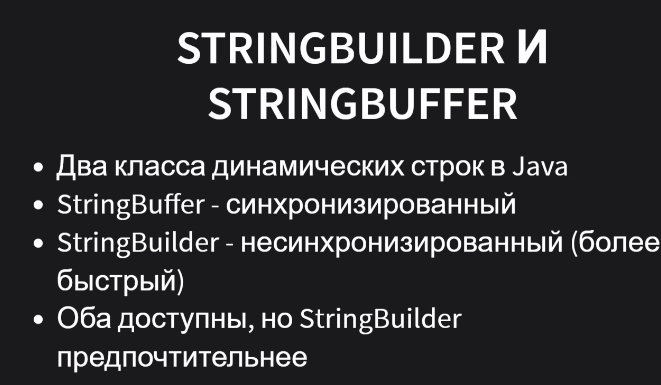 STRINGBUILDER И
STRINGBUFFER
• Два класса динамических строк в Java
• StringBuffer - синхронизированный
• StringBuilder - несинхронизированный (более
быстрый)
• Оба доступны, но StringBuilder
предпочтительнее